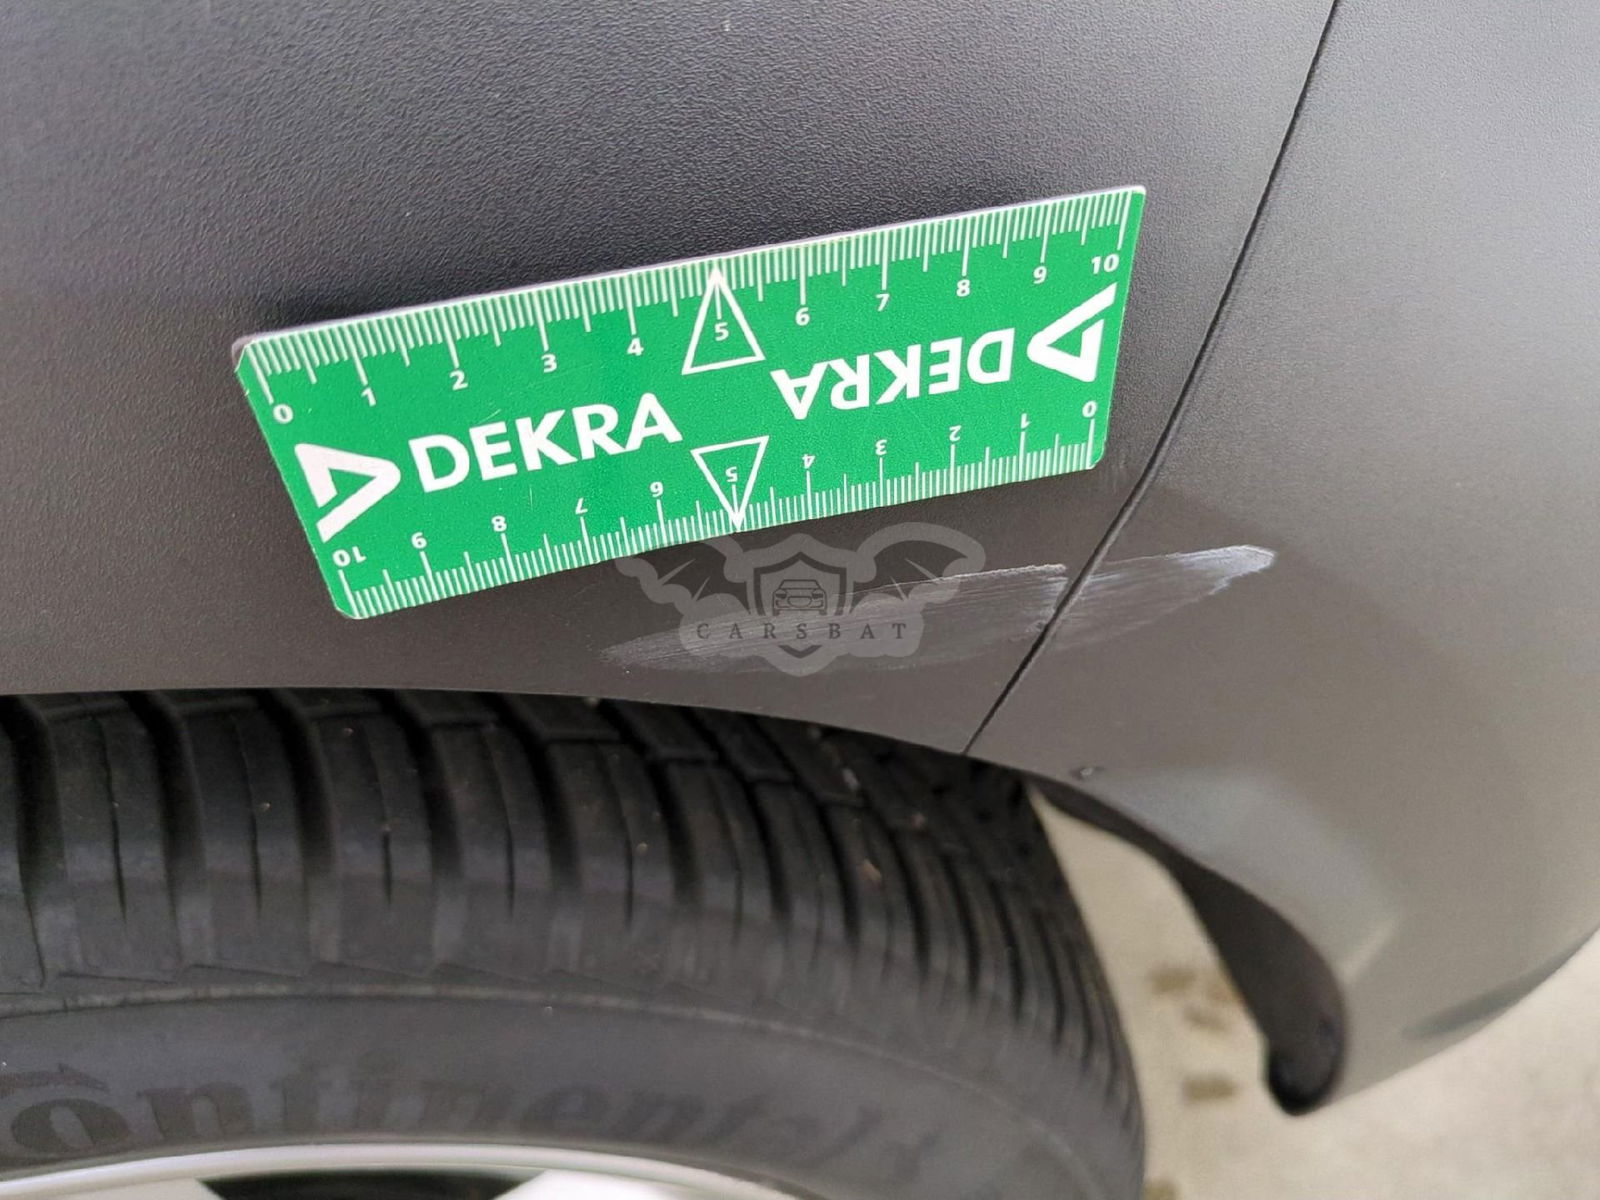 0 1 2 3 4 5 6 7 8 9 10
DEKRA
DEKRA
10 9 8 7 6 5 4 3 2 1 0
CARSBAT
Continental